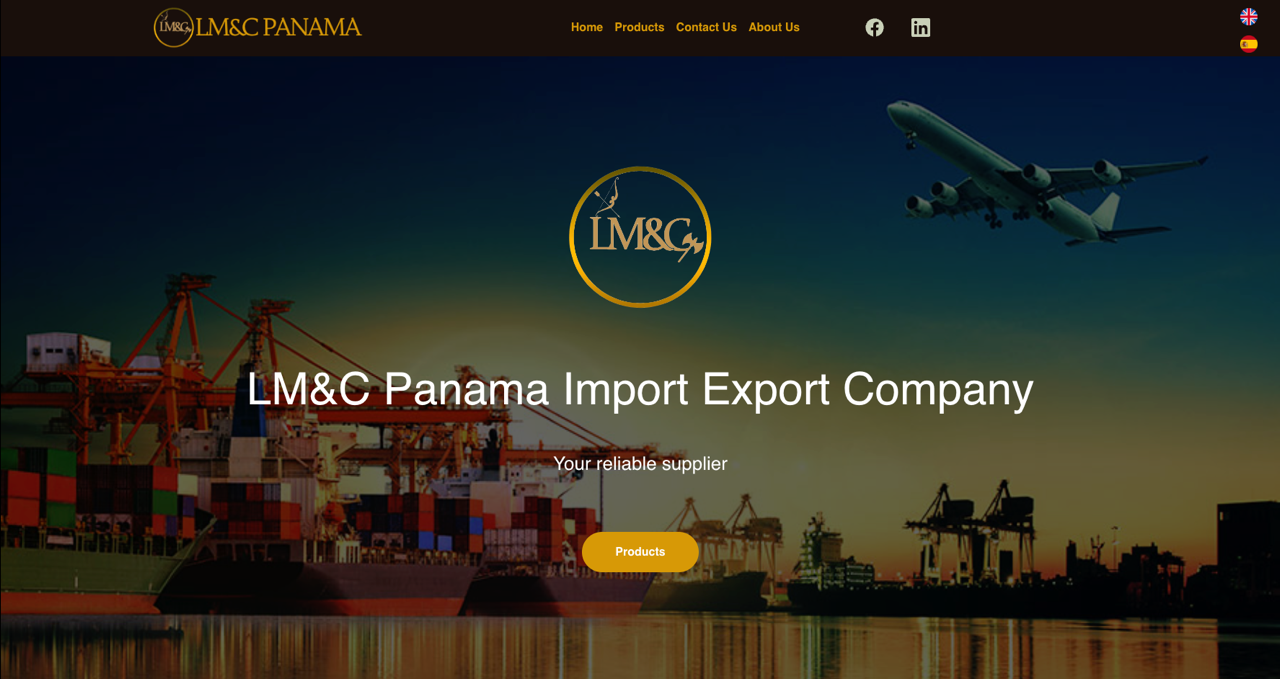 LM&C LM&C PANAMA
Home Products Contact Us About Us
LM&C
LM&C Panama Import Export Company
Your reliable supplier
Products